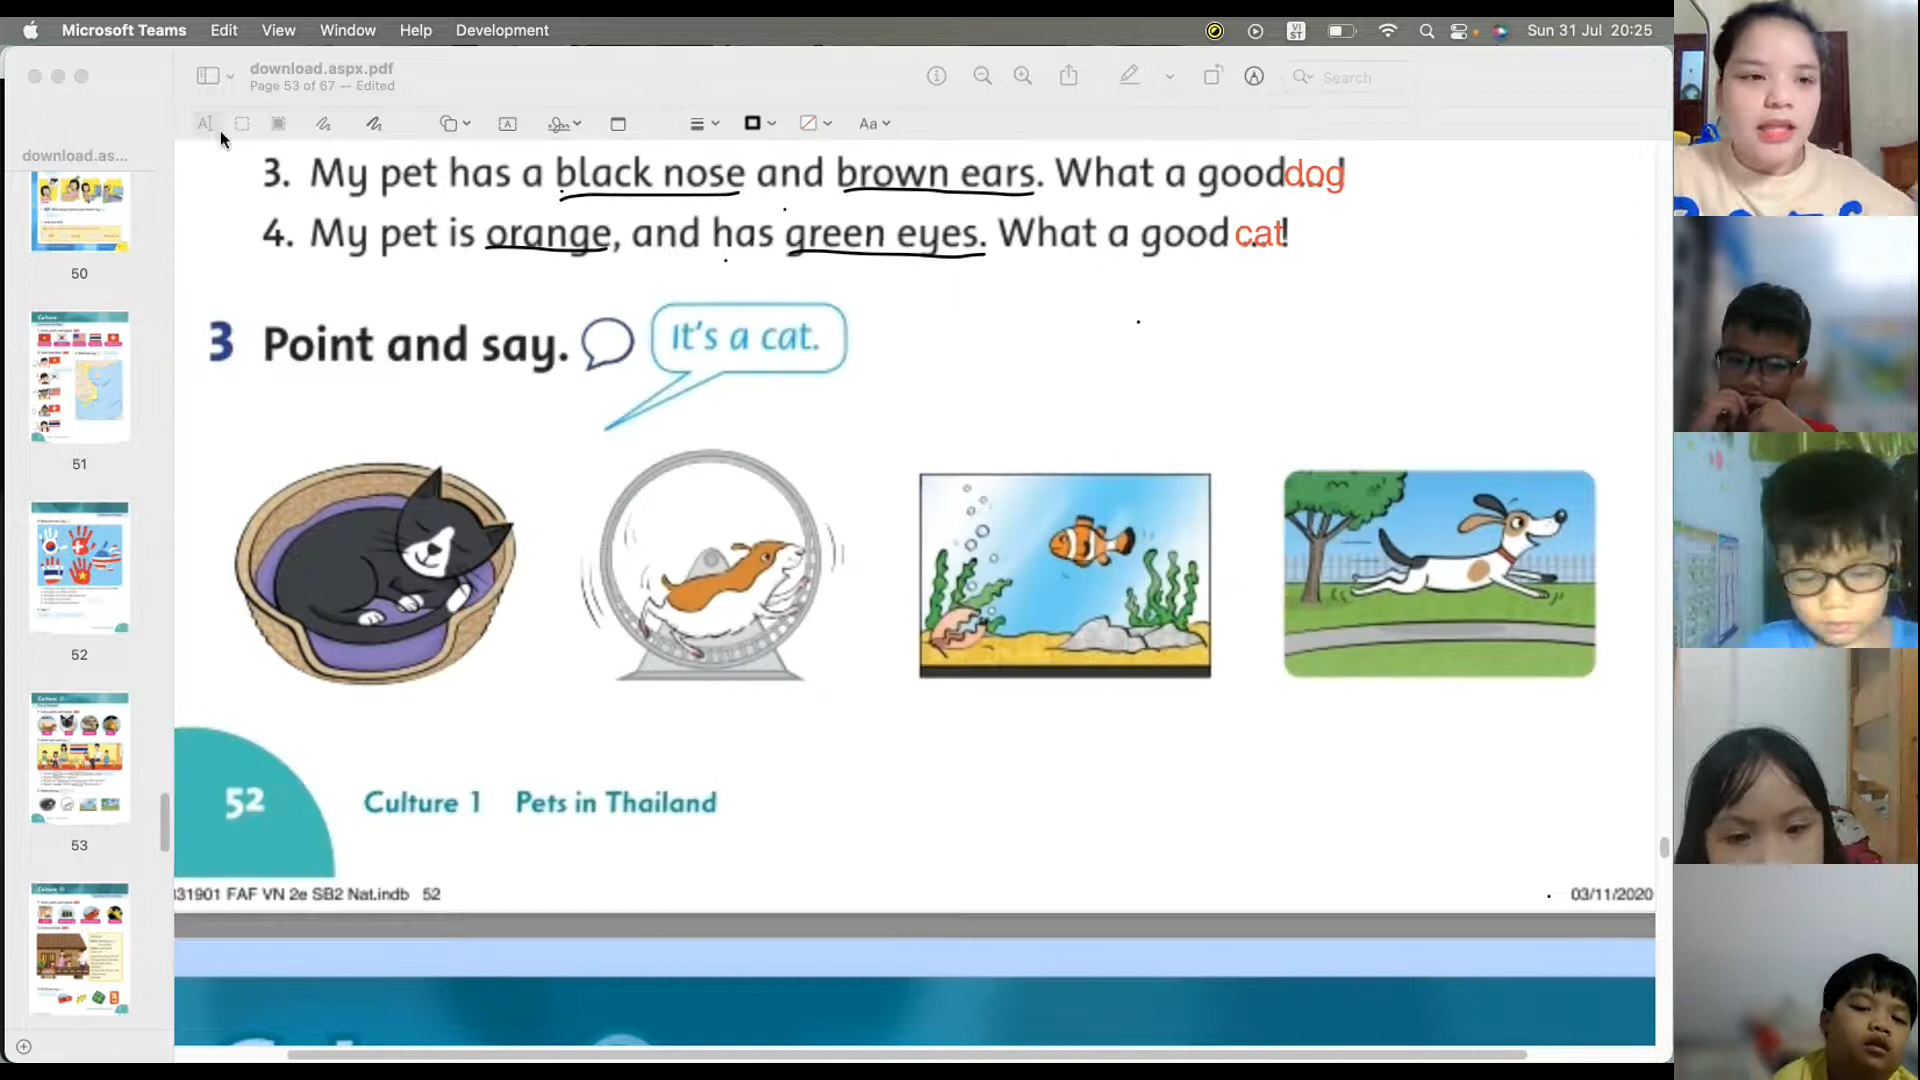 Microsoft Teams Edit View Window Help Development VI ST Sun 31 Jul 20:25
download.aspx.pdf
Page 53 of 67 — Edited
Search
Aa
download.as...
3. My pet has a black nose and brown ears. What a good dog!
4. My pet is orange, and has green eyes. What a good cat!
3 Point and say. It's a cat.
52 Culture 1 Pets in Thailand
31901 FAF VN 2e SB2 Nat.indb 52
03/11/2020
50
51
52
53